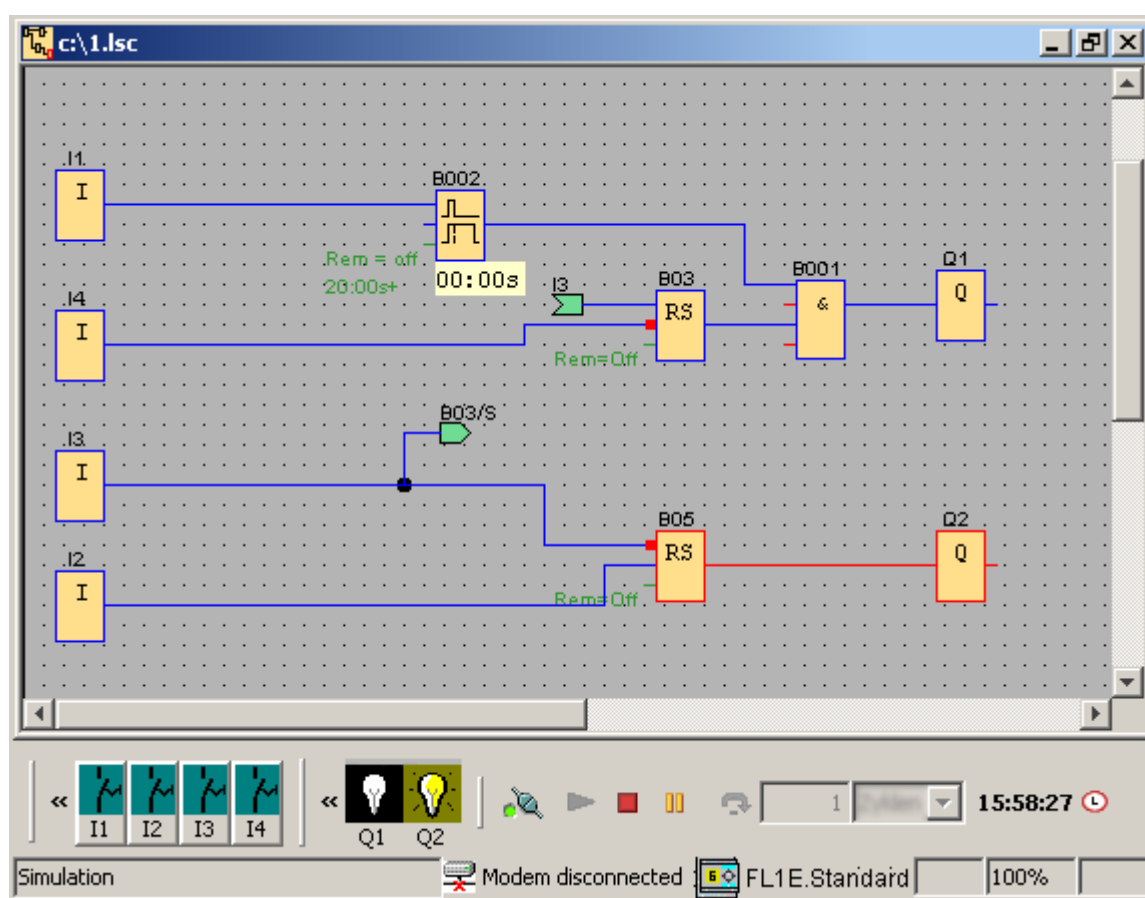 c:\1.lsc
I1
I
B002
Rem = off
20:00s+
00:00s
I3
B03
RS
Rem=Off
B001
&
Q1
Q
I4
I
B03/S
I3
I
B05
RS
Rem=Off
Q2
Q
I2
I
« I1 I2 I3 I4 « Q1 Q2 1 15:58:27
Simulation Modem disconnected FL1E.Standard 100%